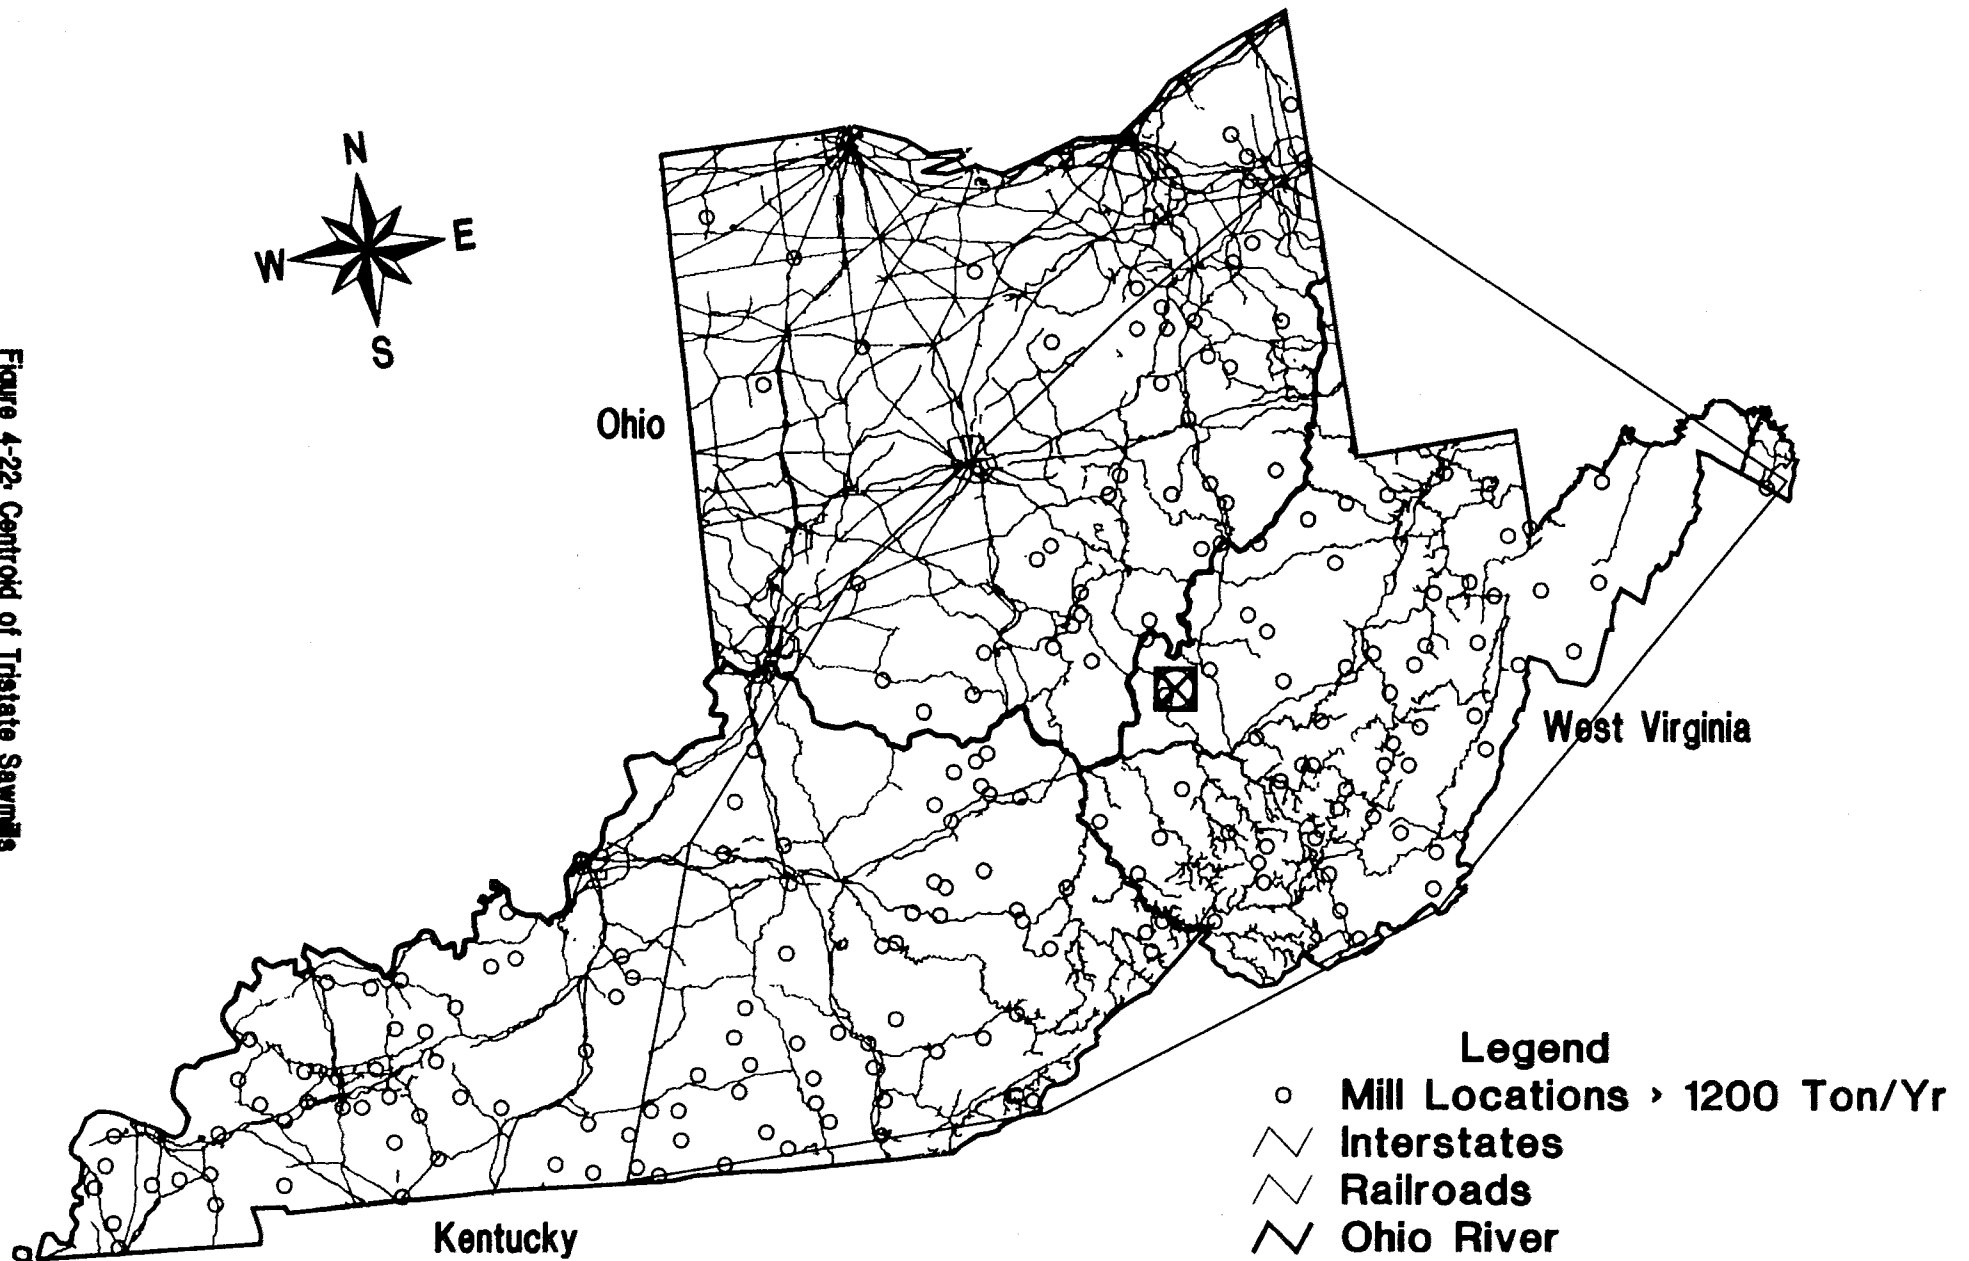 N
W
E
S
Ohio
West Virginia
Kentucky
Legend
Mill Locations > 1200 Ton/Yr
Interstates
Railroads
Ohio River
Figure 4-22. Centroid of Tristate Sawmills